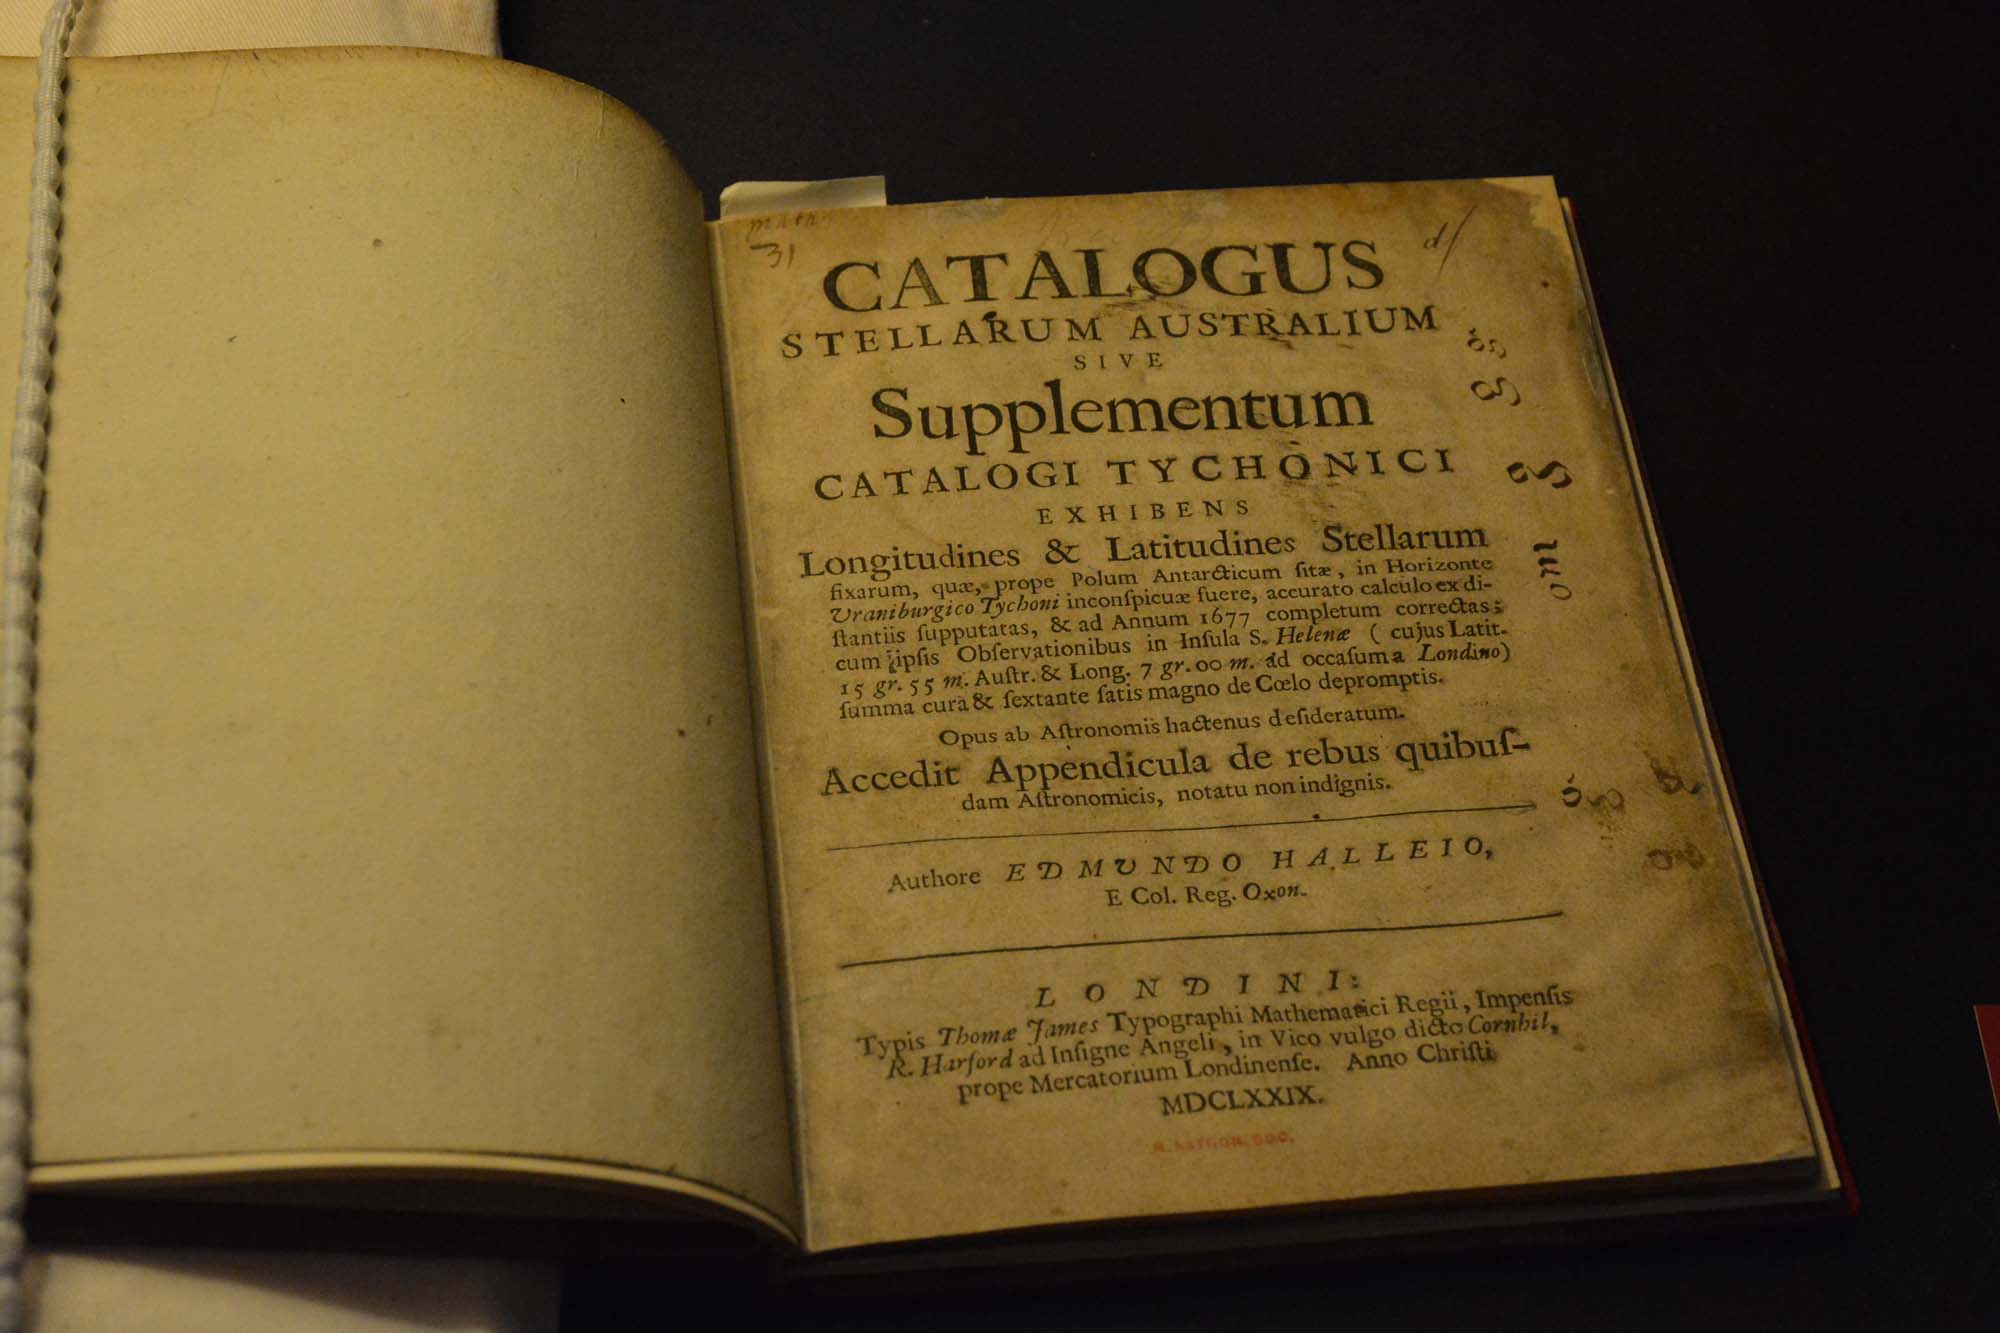 31
CATALOGUS
STELLARUM AUSTRALIUM
SIVE
Supplementum
CATALOGI TYCHONICI
EXHIBENS
Longitudines & Latitudines Stellarum
fixarum, quæ, prope Polum Antarcticum ſitæ, in Horizonte
Uraniburgico Tychoni inconſpicuæ fuere, accurato calculo ex di-
ſtantiis ſupputatas, & ad Annum 1677 completum correctas;
cum ipſis Obſervationibus in Inſula S. Helenæ ( cujus Latit.
15 gr. 55 m. Auſtr. & Long. 7 gr. 00 m. ad occaſum a Londino)
ſumma cura & ſextante ſatis magno de Cœlo depromptis.
Opus ab Aſtronomis hactenus deſideratum.
Accedit Appendicula de rebus quibuſ-
dam Aſtronomicis, notatu non indignis.
Authore EDMUNDO HALLEIO,
E Col. Reg. Oxon.
LONDINI:
Typis Thomæ James Typographi Mathematici Regii, Impenſis
R. Harford ad Inſigne Angeli, in Vico vulgo dicto Cornhil,
prope Mercatorium Londinenſe. Anno Chriſti
MDCLXXIX.
R. ASTRON. SOC.